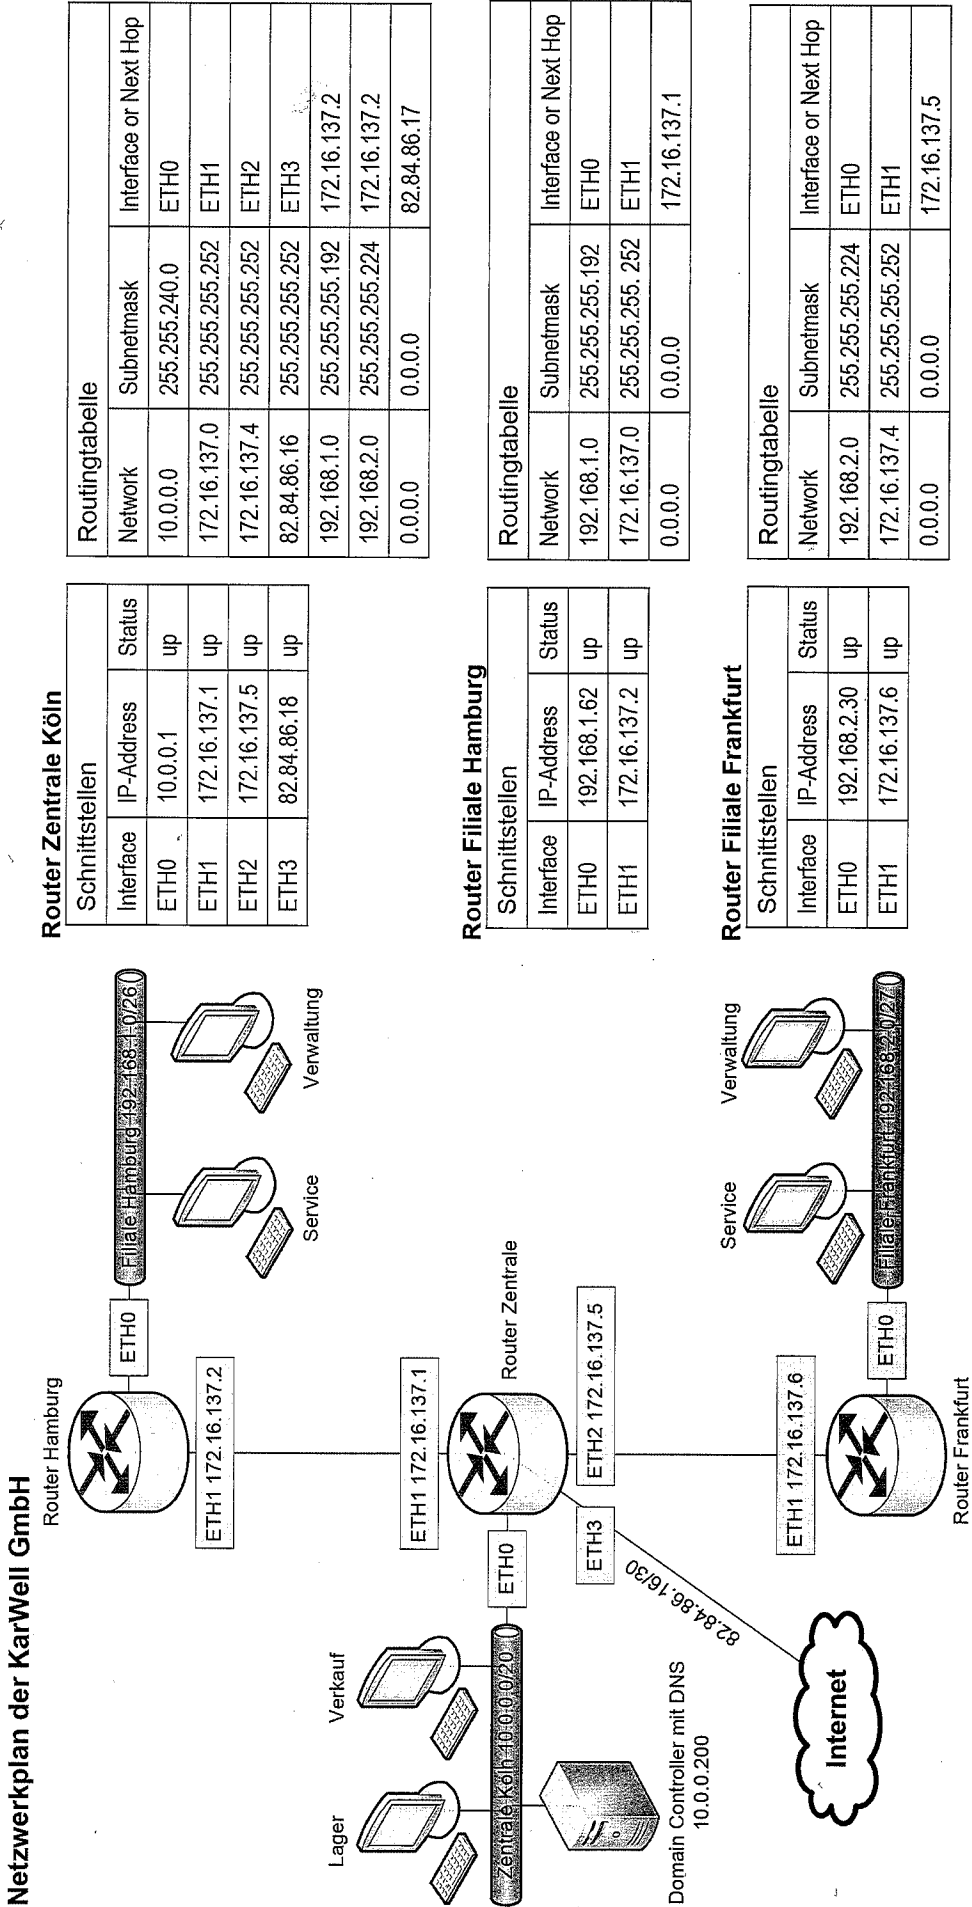 Netzwerkplan der KarWell GmbH
Router Hamburg
ETH0
Filiale Hamburg 192.168.1.0/26
Service
Verwaltung
ETH1 172.16.137.2
ETH1 172.16.137.1
Lager
Verkauf
Zentrale Köln 10.0.0.0/20
ETH0
Router Zentrale
Domain Controller mit DNS
10.0.0.200
ETH3
ETH2 172.16.137.5
82.84.86.16/30
Internet
ETH1 172.16.137.6
Service
Verwaltung
ETH0
Filiale Frankfurt 192.168.2.0/27
Router Frankfurt
Router Zentrale Köln
Schnittstellen
Interface IP-Address Status
ETH0 10.0.0.1 up
ETH1 172.16.137.1 up
ETH2 172.16.137.5 up
ETH3 82.84.86.18 up
Routingtabelle
Network Subnetmask Interface or Next Hop
10.0.0.0 255.255.240.0 ETH0
172.16.137.0 255.255.255.252 ETH1
172.16.137.4 255.255.255.252 ETH2
82.84.86.16 255.255.255.252 ETH3
192.168.1.0 255.255.255.192 172.16.137.2
192.168.2.0 255.255.255.224 172.16.137.2
0.0.0.0 0.0.0.0 82.84.86.17
Router Filiale Hamburg
Schnittstellen
Interface IP-Address Status
ETH0 192.168.1.62 up
ETH1 172.16.137.2 up
Routingtabelle
Network Subnetmask Interface or Next Hop
192.168.1.0 255.255.255.192 ETH0
172.16.137.0 255.255.255. 252 ETH1
0.0.0.0 0.0.0.0 172.16.137.1
Router Filiale Frankfurt
Schnittstellen
Interface IP-Address Status
ETH0 192.168.2.30 up
ETH1 172.16.137.6 up
Routingtabelle
Network Subnetmask Interface or Next Hop
192.168.2.0 255.255.255.224 ETH0
172.16.137.4 255.255.255.252 ETH1
0.0.0.0 0.0.0.0 172.16.137.5